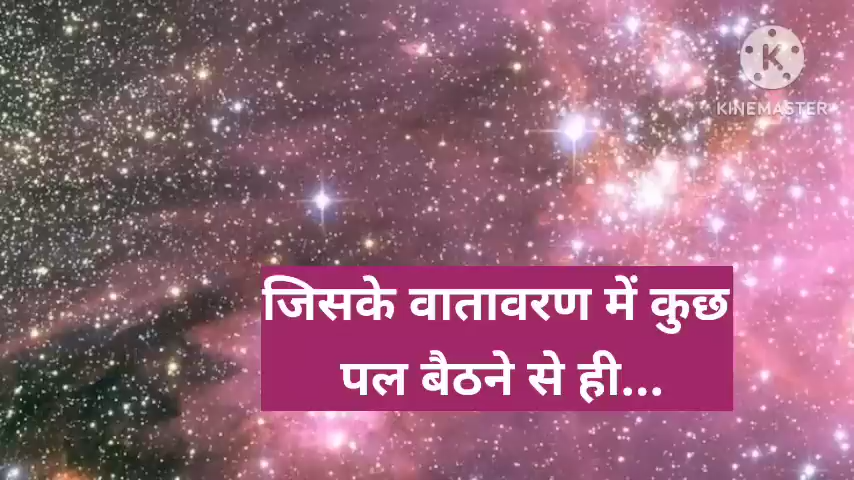 K
KINEMASTER
जिसके वातावरण में कुछ
पल बैठने से ही...